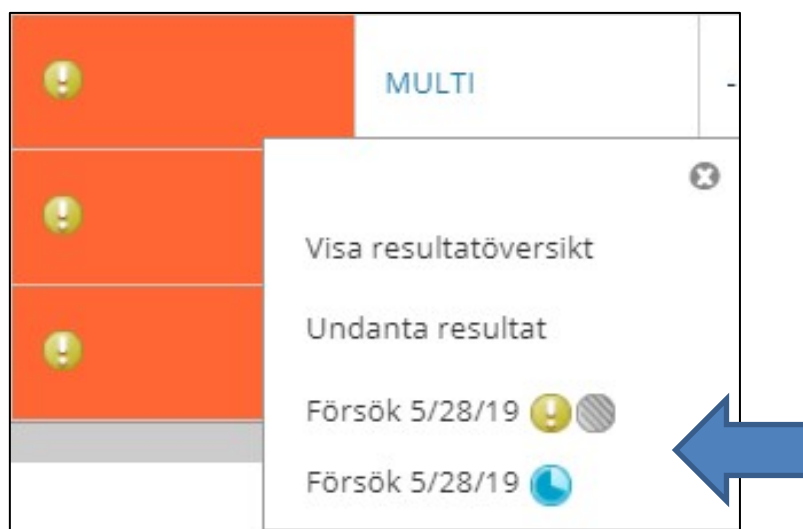 MULTI -
Visa resultatöversikt
Undanta resultat
Försök 5/28/19
Försök 5/28/19